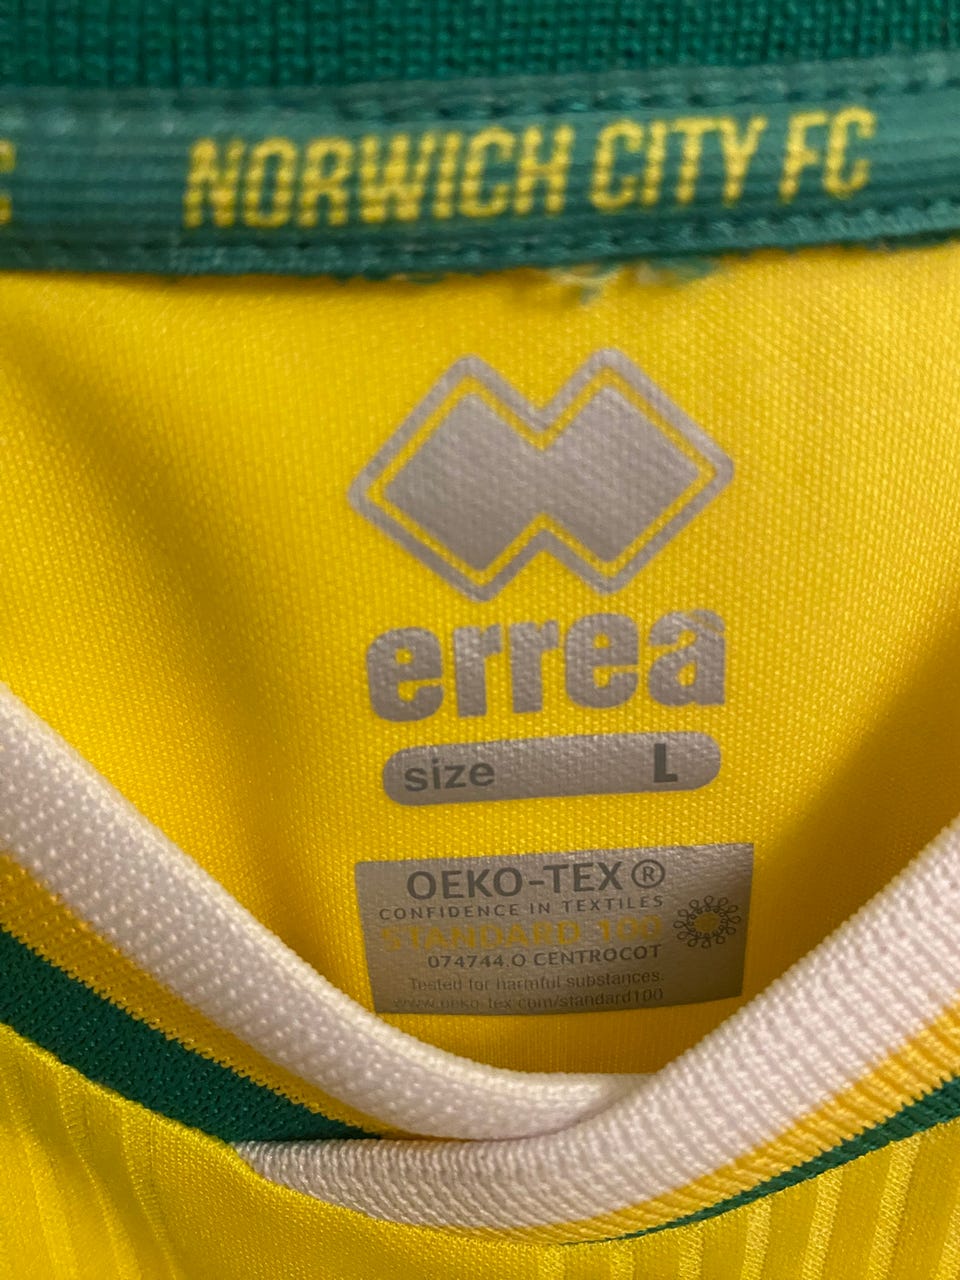 NORWICH CITY FC
errea
size L
OEKO-TEX ®
CONFIDENCE IN TEXTILES
STANDARD 100
074744.O CENTROCOT
Tested for harmful substances.
www.oeko-tex.com/standard100